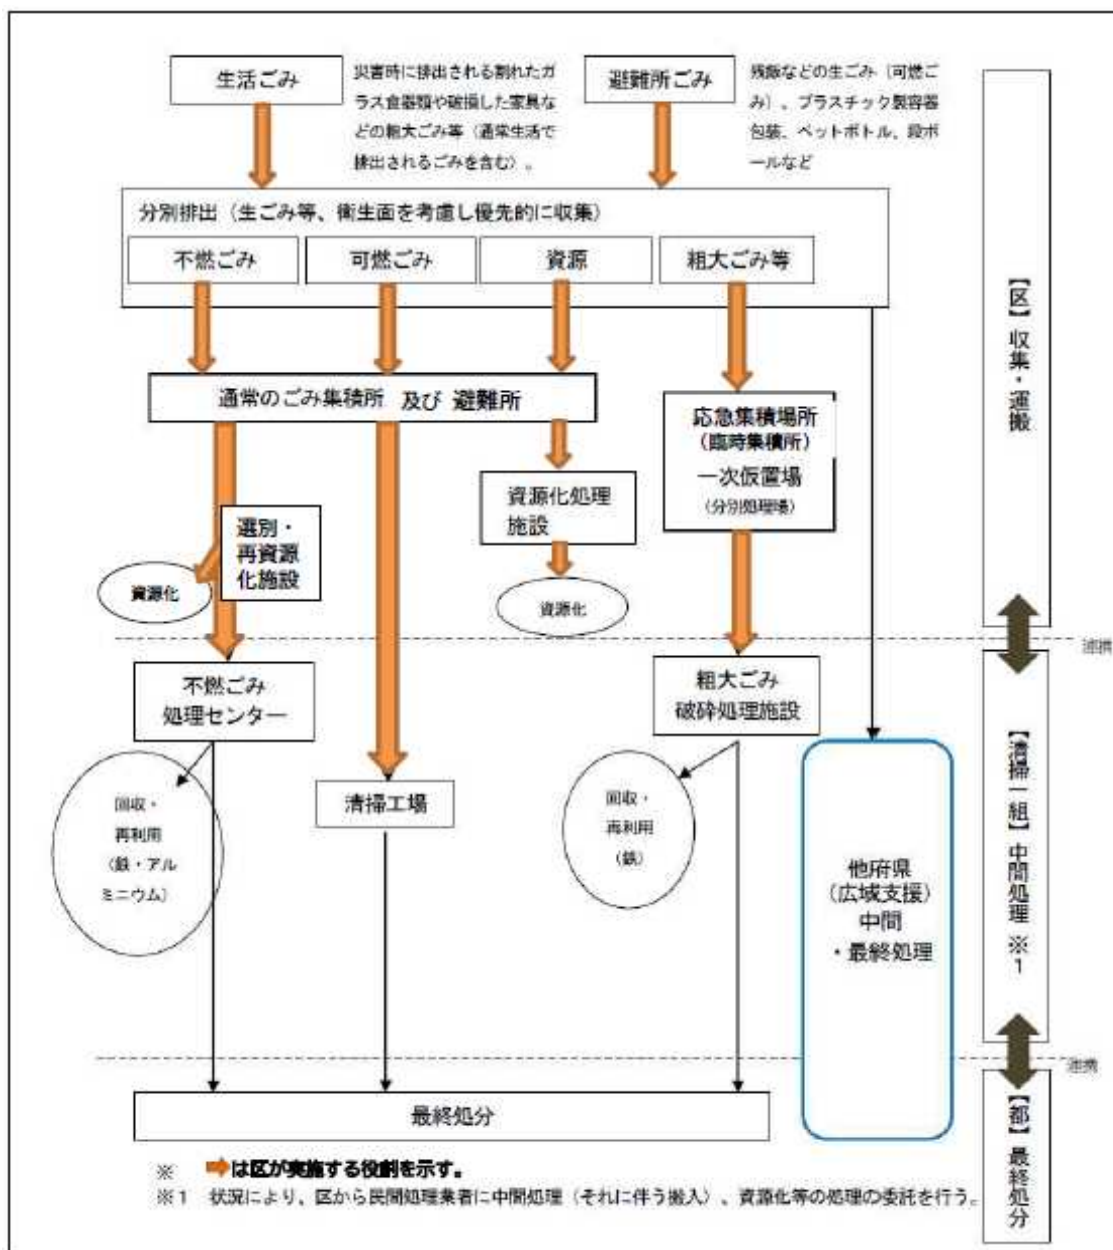 生活ごみ
災害時に排出される割れたガ
ラス食器類や破損した家具な
どの粗大ごみ等（通常生活で
排出されるごみを含む）。
避難所ごみ
残飯などの生ごみ（可燃ご
み）、プラスチック製容器
包装、ペットボトル、段ボ
ールなど
分別排出（生ごみ等、衛生面を考慮し優先的に収集）
不燃ごみ
可燃ごみ
資源
粗大ごみ等
通常のごみ集積所 及び 避難所
応急集積場所
（臨時集積所）
一次仮置場
（分別処理場）
選別・
再資源
化施設
資源化
資源化処理
施設
資源化
【区】収集・運搬
連携
不燃ごみ
処理センター
粗大ごみ
破砕処理施設
回収・
再利用
（鉄・アル
ミニウム）
清掃工場
回収・
再利用
（鉄）
他府県
（広域支援）
中間
・最終処理
【清掃一組】中間処理 ※1
連携
最終処分
【都】最終処分
※ は区が実施する役割を示す。
※1 状況により、区から民間処理業者に中間処理（それに伴う搬入）、資源化等の処理の委託を行う。